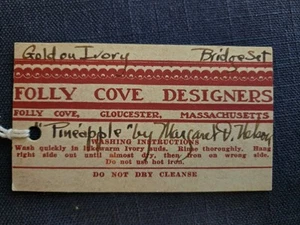 Gold on Ivory Bridge Set
FOLLY COVE DESIGNERS
FOLLY COVE, GLOUCESTER, MASSACHUSETTS
"Pineapple" by Margaret V. Nelson
WASHING INSTRUCTIONS
Wash quickly in lukewarm Ivory suds. Rinse thoroughly. Hang
right side out until almost dry, then iron on wrong side.
Do not use hot iron.
DO NOT DRY CLEANSE